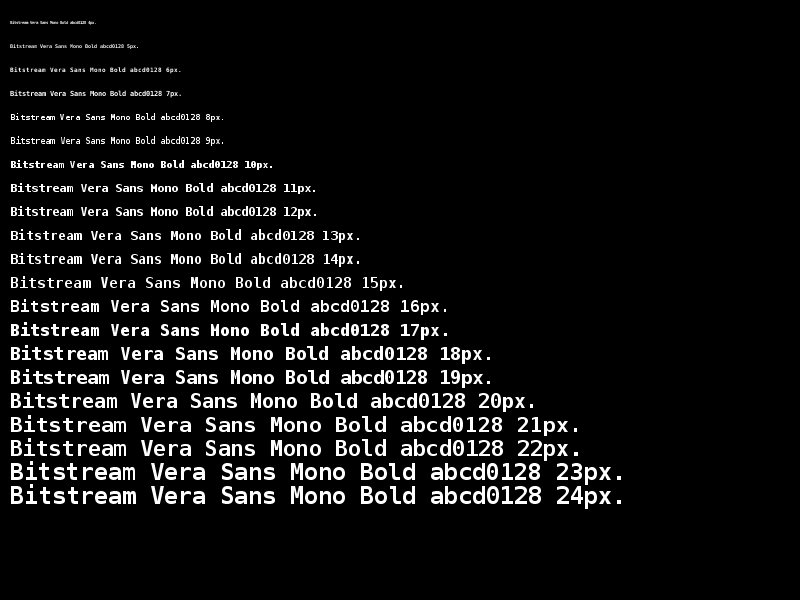 Bitstream Vera Sans Mono Bold abcd0128 4px.
Bitstream Vera Sans Mono Bold abcd0128 5px.
Bitstream Vera Sans Mono Bold abcd0128 6px.
Bitstream Vera Sans Mono Bold abcd0128 7px.
Bitstream Vera Sans Mono Bold abcd0128 8px.
Bitstream Vera Sans Mono Bold abcd0128 9px.
Bitstream Vera Sans Mono Bold abcd0128 10px.
Bitstream Vera Sans Mono Bold abcd0128 11px.
Bitstream Vera Sans Mono Bold abcd0128 12px.
Bitstream Vera Sans Mono Bold abcd0128 13px.
Bitstream Vera Sans Mono Bold abcd0128 14px.
Bitstream Vera Sans Mono Bold abcd0128 15px.
Bitstream Vera Sans Mono Bold abcd0128 16px.
Bitstream Vera Sans Mono Bold abcd0128 17px.
Bitstream Vera Sans Mono Bold abcd0128 18px.
Bitstream Vera Sans Mono Bold abcd0128 19px.
Bitstream Vera Sans Mono Bold abcd0128 20px.
Bitstream Vera Sans Mono Bold abcd0128 21px.
Bitstream Vera Sans Mono Bold abcd0128 22px.
Bitstream Vera Sans Mono Bold abcd0128 23px.
Bitstream Vera Sans Mono Bold abcd0128 24px.